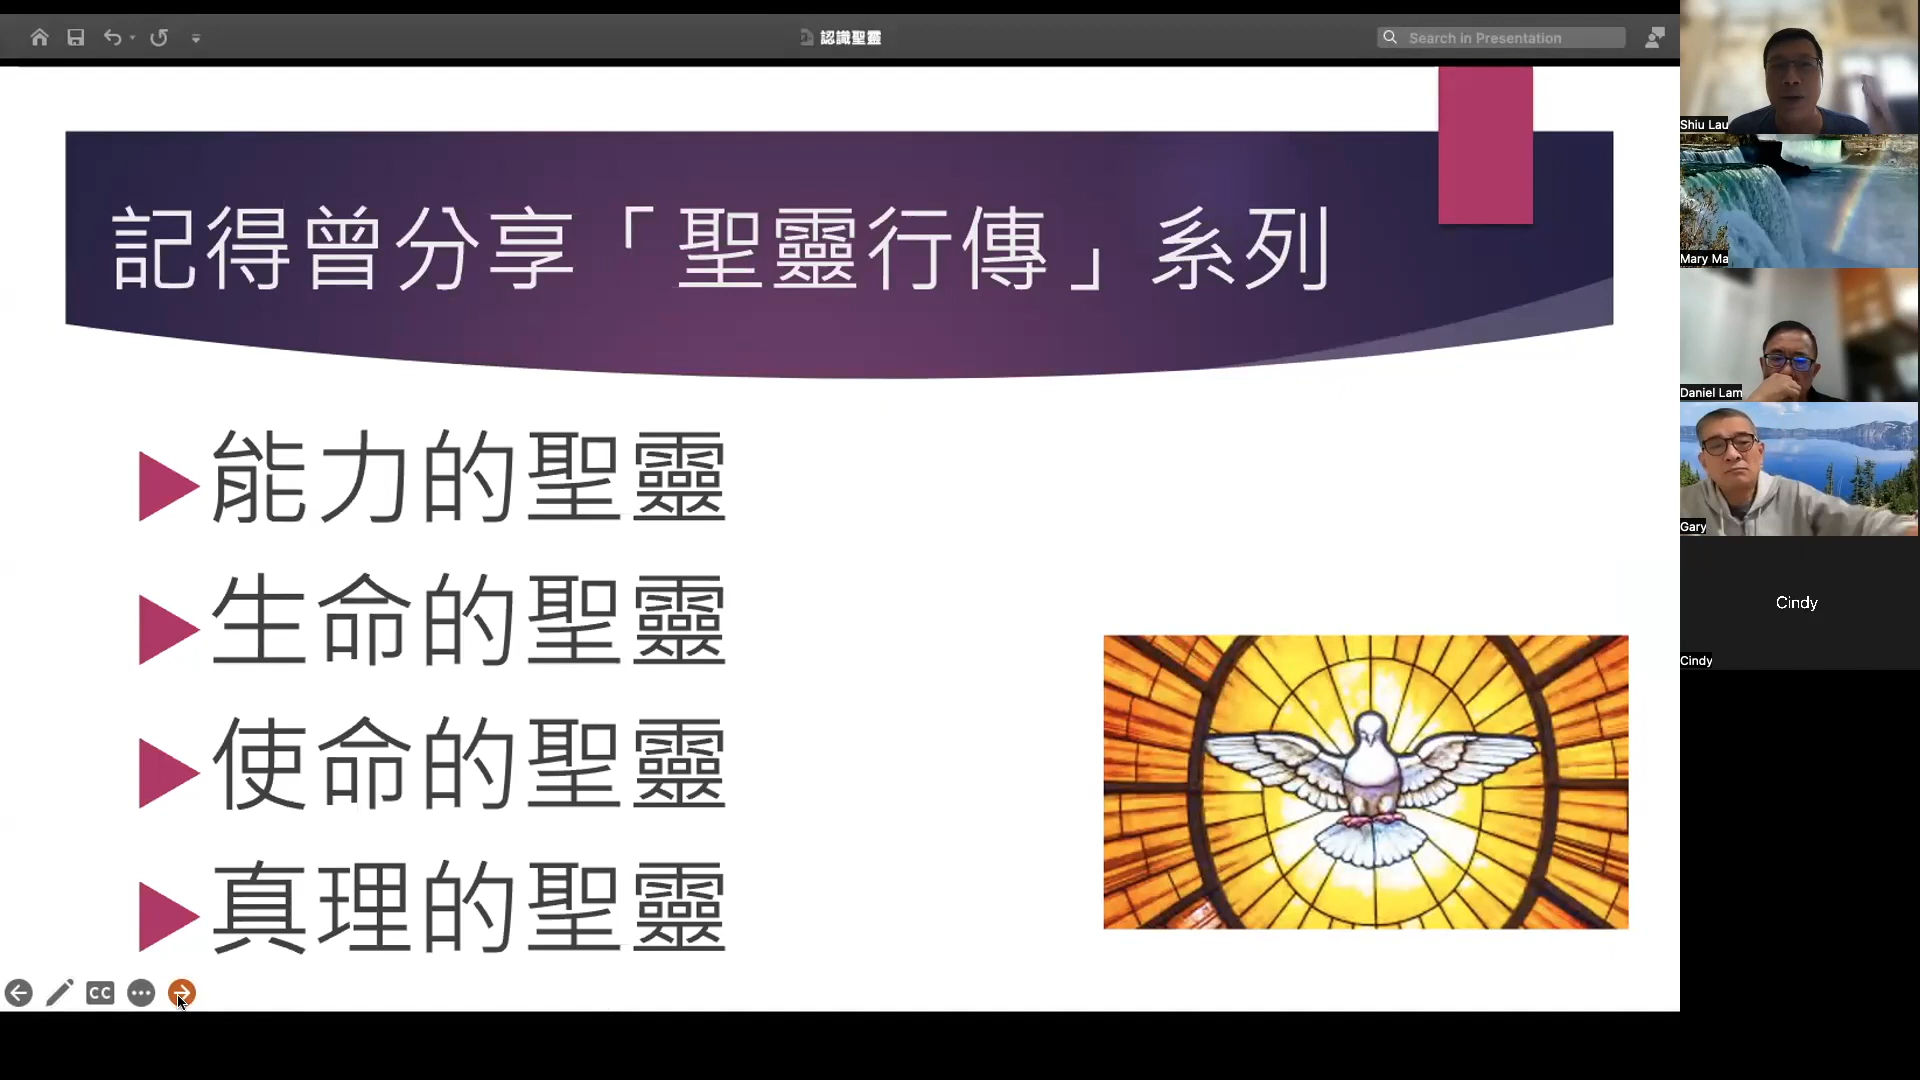 認識聖靈
Search in Presentation
記得曾分享「聖靈行傳」系列
能力的聖靈
生命的聖靈
使命的聖靈
真理的聖靈
CC
Shiu Lau
Mary Ma
Daniel Lam
Gary
Cindy
Cindy